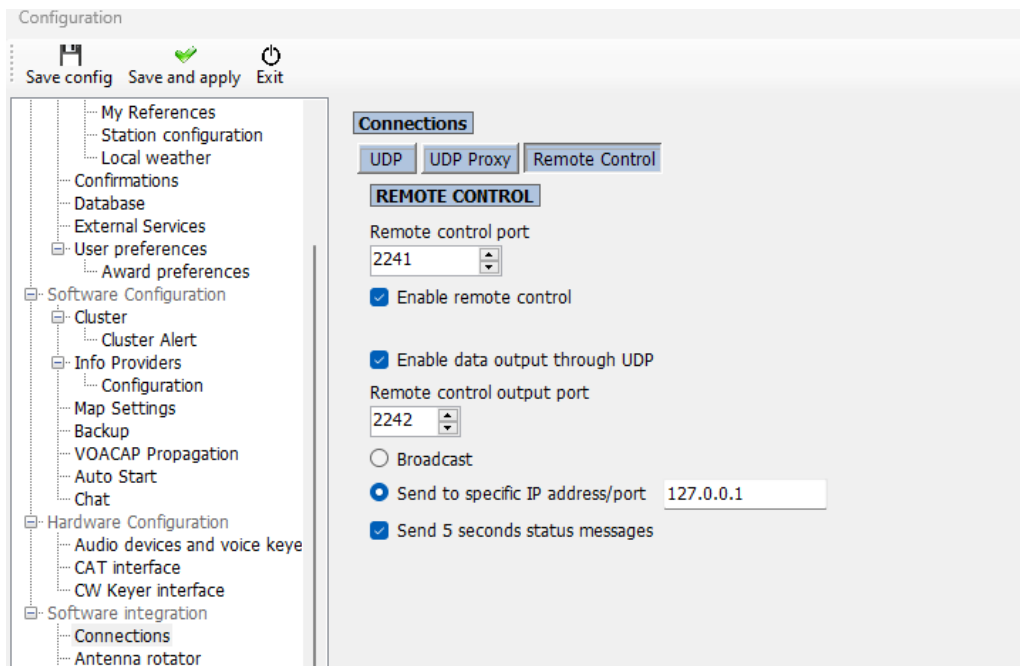 Configuration
Save config Save and apply Exit
My References
Station configuration
Local weather
Confirmations
Database
External Services
User preferences
Award preferences
Software Configuration
Cluster
Cluster Alert
Info Providers
Configuration
Map Settings
Backup
VOACAP Propagation
Auto Start
Chat
Hardware Configuration
Audio devices and voice keye
CAT interface
CW Keyer interface
Software integration
Connections
Antenna rotator
Connections
UDP UDP Proxy Remote Control
REMOTE CONTROL
Remote control port
2241
Enable remote control
Enable data output through UDP
Remote control output port
2242
Broadcast
Send to specific IP address/port 127.0.0.1
Send 5 seconds status messages